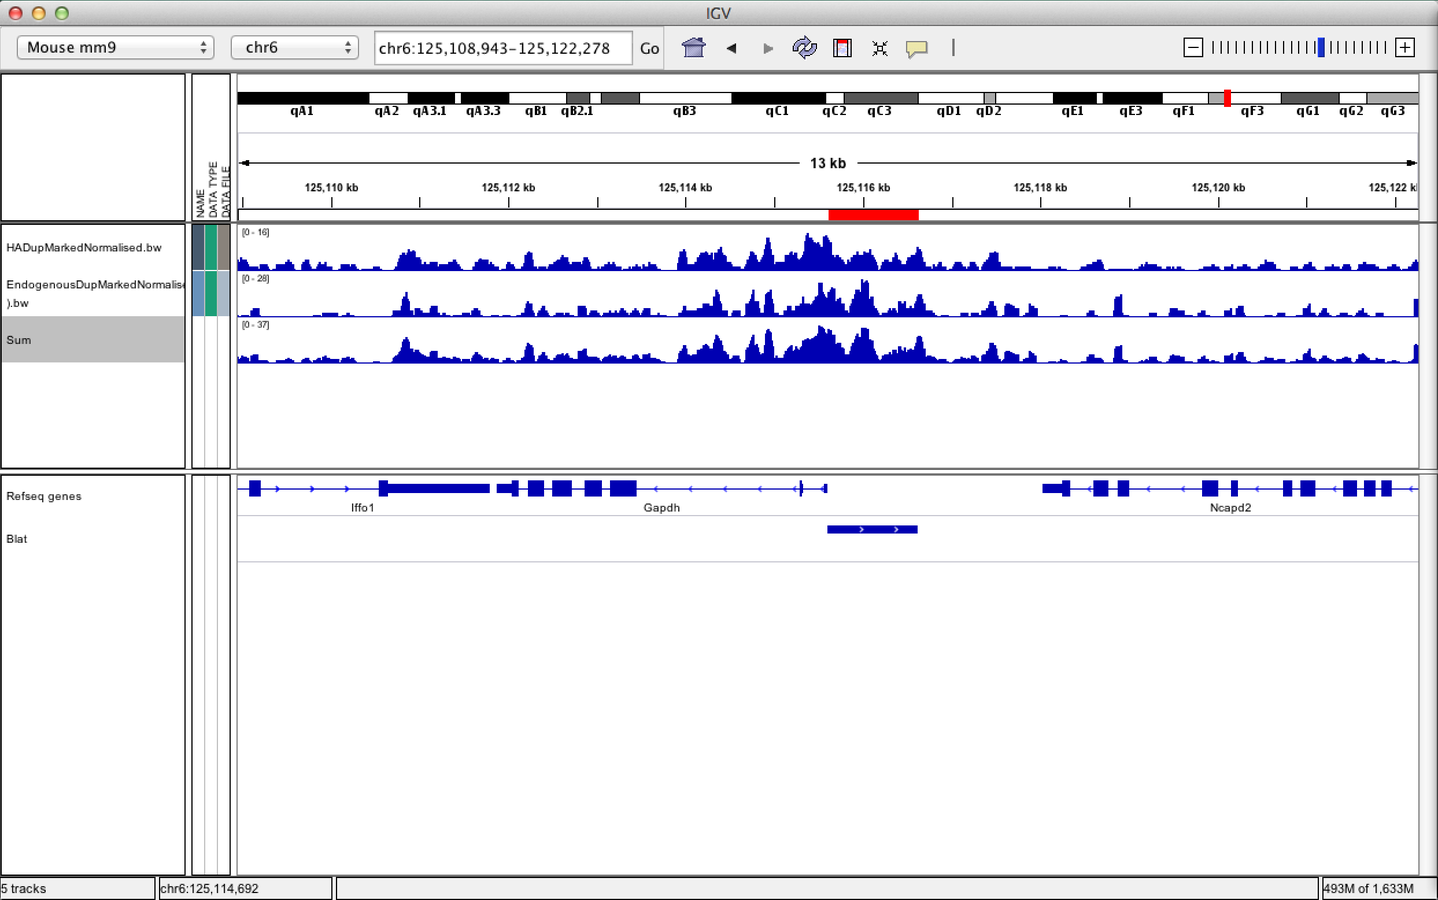 IGV
Mouse mm9
chr6
chr6:125,108,943-125,122,278
Go
qA1 qA2 qA3.1 qA3.3 qB1 qB2.1 qB3 qC1 qC2 qC3 qD1 qD2 qE1 qE3 qF1 qF3 qG1 qG2 qG3
13 kb
NAME
DATA TYPE
DATA FILE
125,110 kb 125,112 kb 125,114 kb 125,116 kb 125,118 kb 125,120 kb 125,122 k
HADupMarkedNormalised.bw
[0 - 16]
EndogenousDupMarkedNormalise
).bw
[0 - 28]
Sum
[0 - 37]
Refseq genes
Iffo1 Gapdh Ncapd2
Blat
5 tracks
chr6:125,114,692
493M of 1,633M